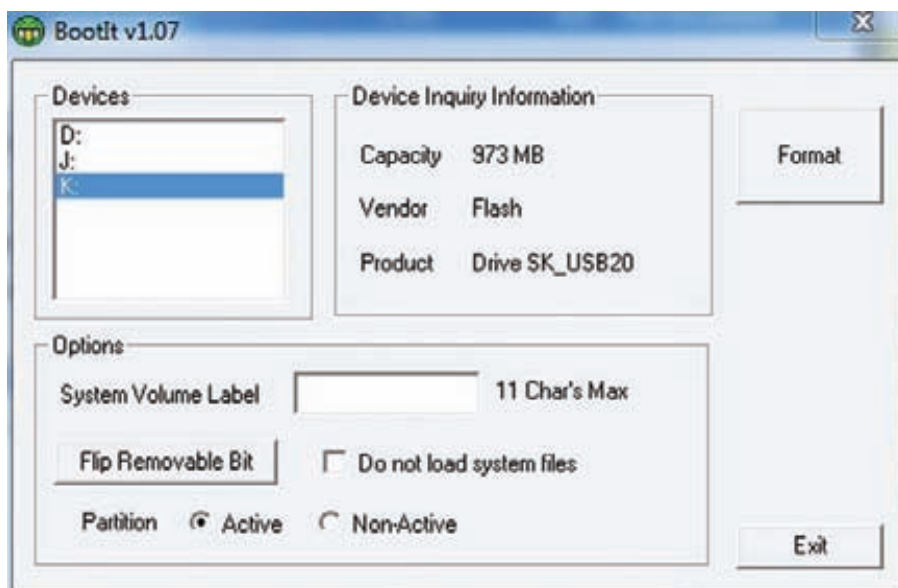 BootIt v1.07
Devices
D:
J:
K:
Device Inquiry Information
Capacity 973 MB
Vendor Flash
Product Drive SK_USB20
Format
Options
System Volume Label 11 Char's Max
Flip Removable Bit Do not load system files
Partition Active Non-Active
Exit